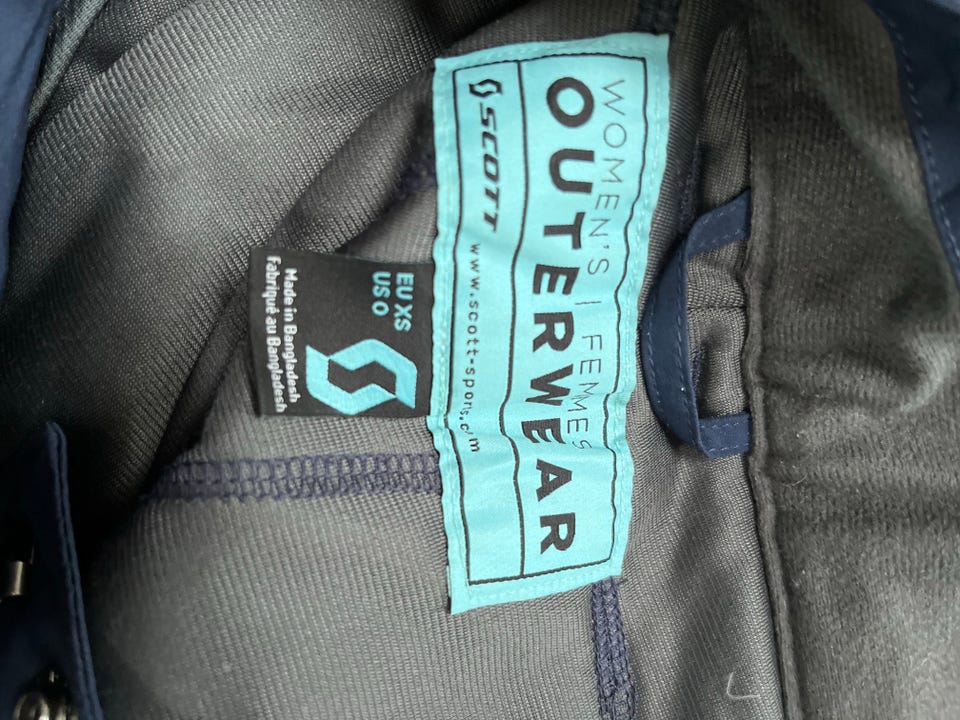 WOMEN'S | FEMMES
OUTERWEAR
SCOTT www.scott-sports.com
EU XS
US 0
Made in Bangladesh
Fabriqué au Bangladesh